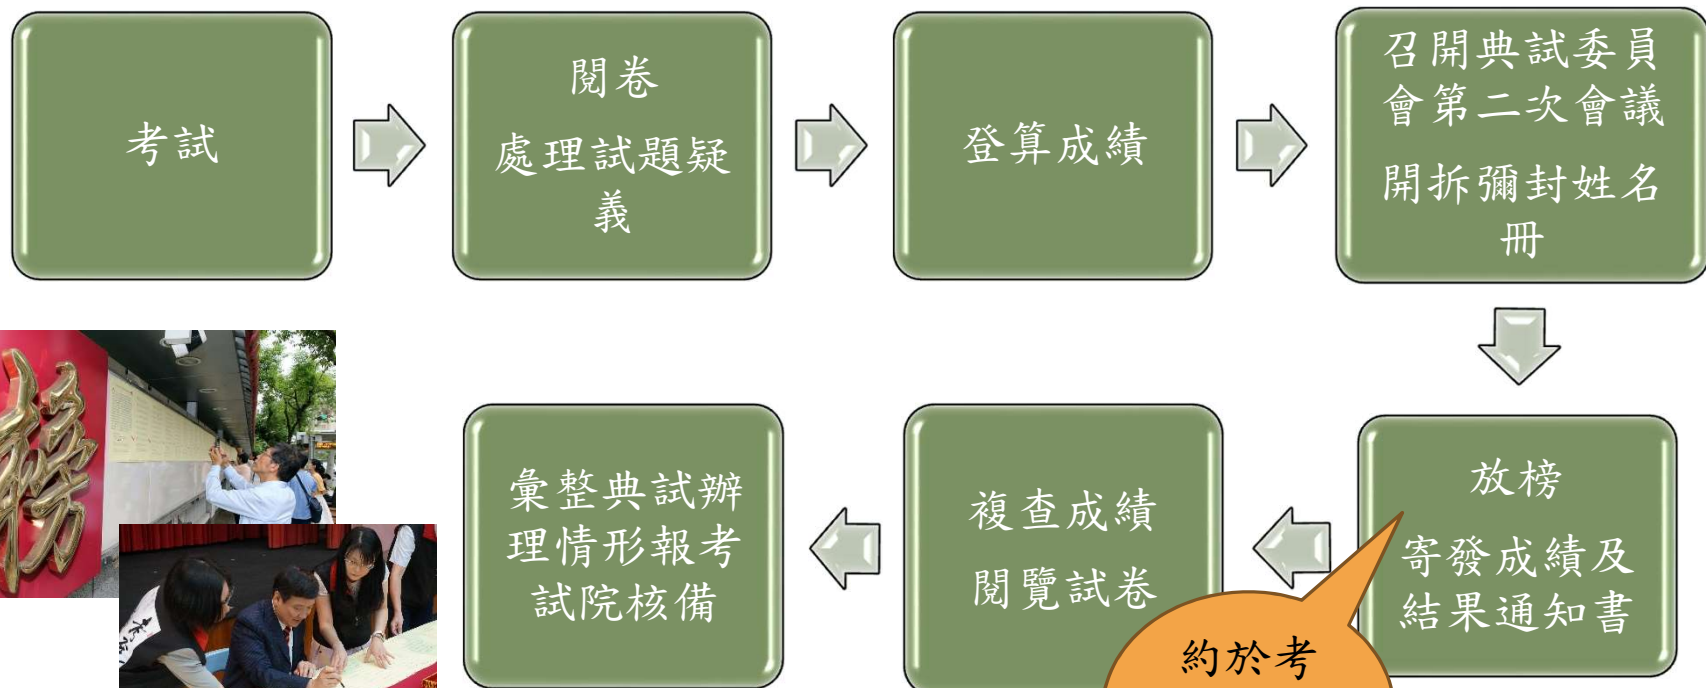 考試
閱卷
處理試題疑
義
登算成績
召開典試委員
會第二次會議
開拆彌封姓名
冊
放榜
寄發成績及
結果通知書
約於考
複查成績
閱覽試卷
彙整典試辦
理情形報考
試院核備
榜